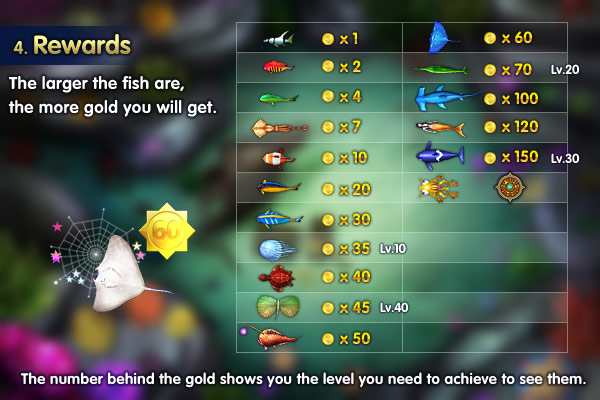 4. Rewards
The larger the fish are,
the more gold you will get.
60
x 1
x 2
x 4
x 7
x 10
x 20
x 30
x 35 Lv.10
x 40
x 45 Lv.40
x 50
x 60
x 70 Lv.20
x 100
x 120
x 150 Lv.30
The number behind the gold shows you the level you need to achieve to see them.